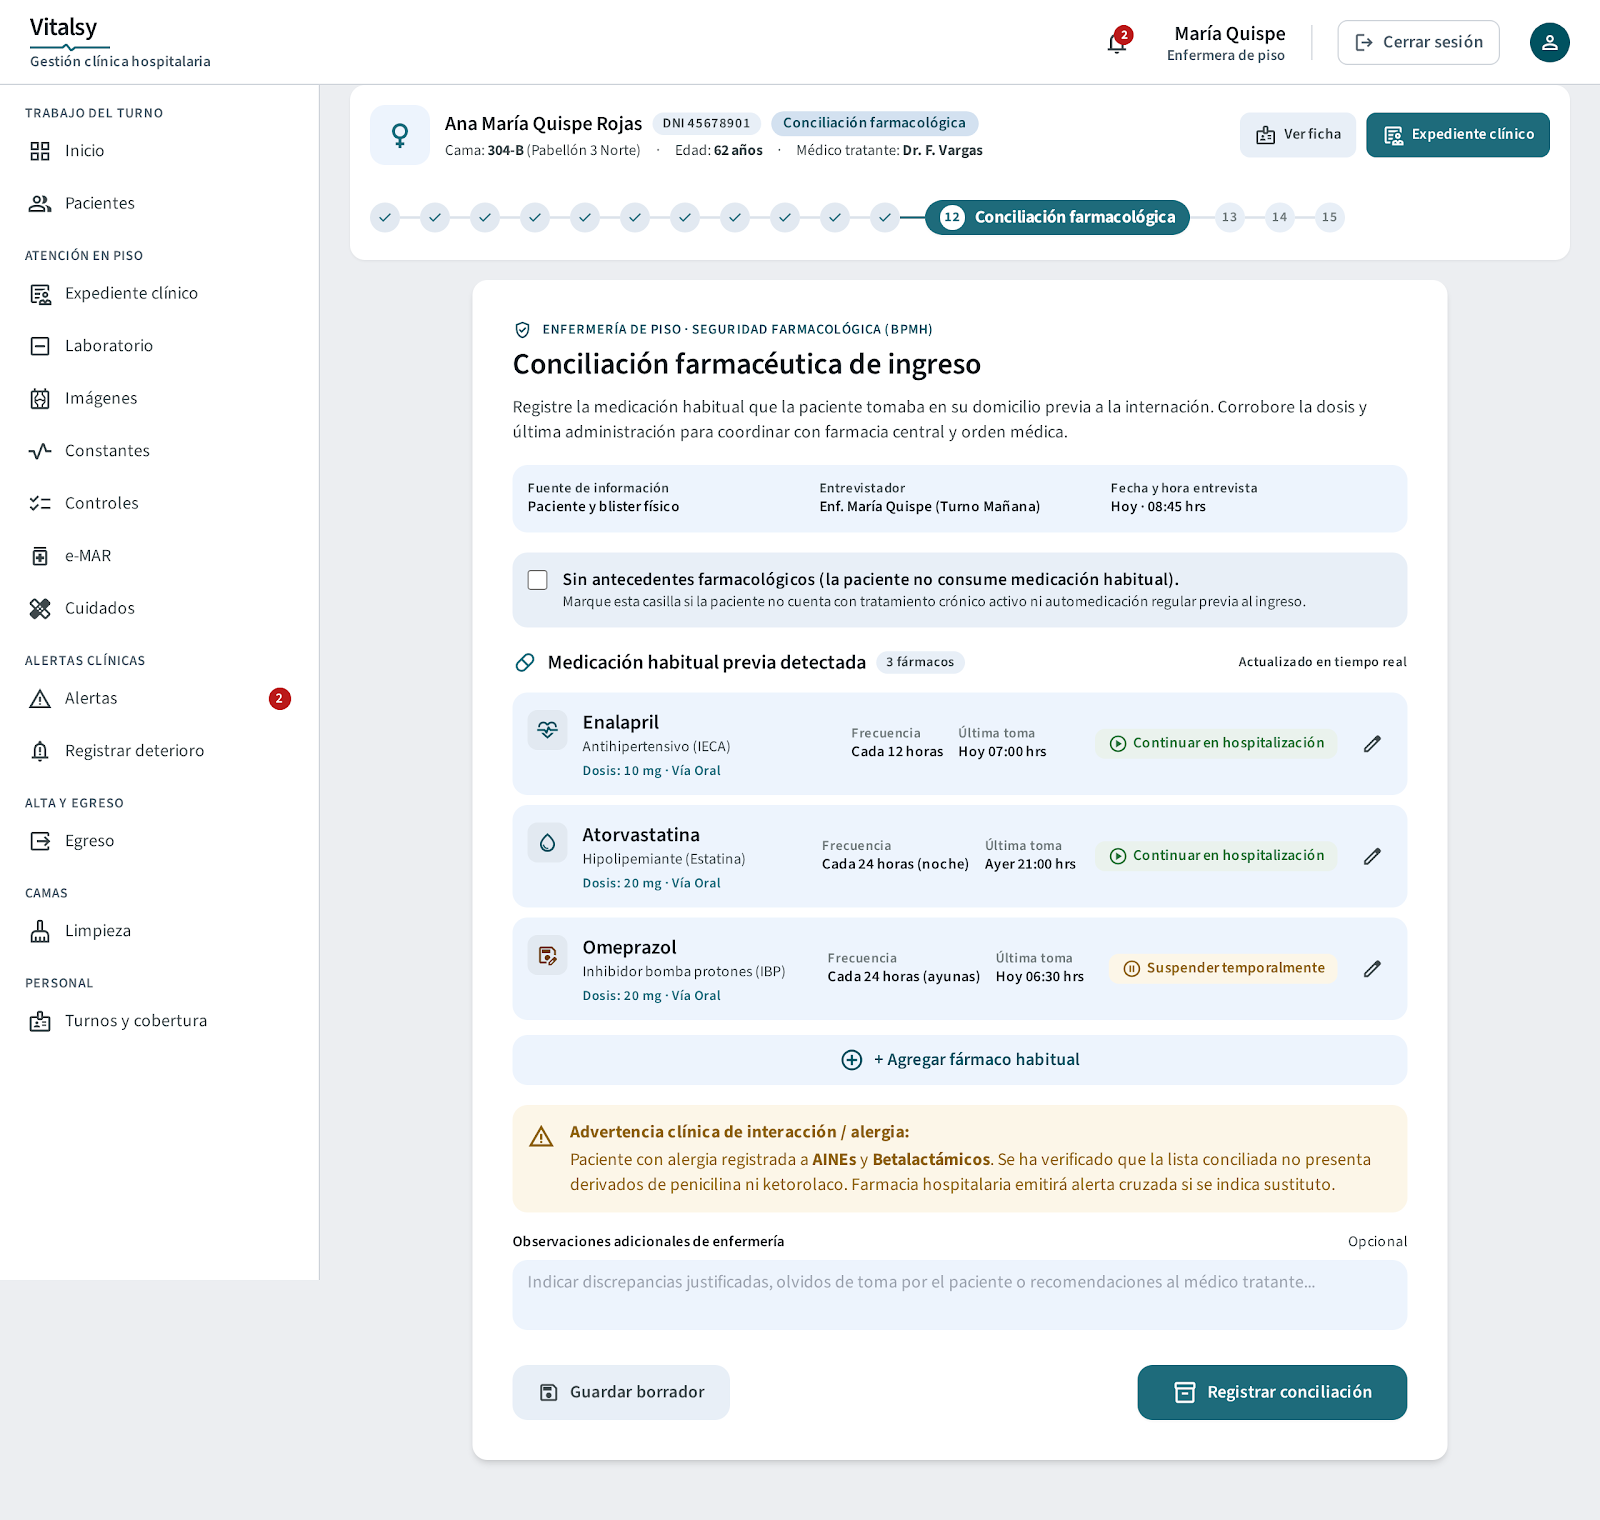 Vitalsy
Gestión clínica hospitalaria
2
María Quispe
Enfermera de piso
Cerrar sesión
TRABAJO DEL TURNO
Inicio
Pacientes
ATENCIÓN EN PISO
Expediente clínico
Laboratorio
Imágenes
Constantes
Controles
e-MAR
Cuidados
ALERTAS CLÍNICAS
Alertas
2
Registrar deterioro
ALTA Y EGRESO
Egreso
CAMAS
Limpieza
PERSONAL
Turnos y cobertura
Ana María Quispe Rojas DNI 45678901 Conciliación farmacológica
Cama: 304-B (Pabellón 3 Norte) · Edad: 62 años · Médico tratante: Dr. F. Vargas
Ver ficha
Expediente clínico
12 Conciliación farmacológica 13 14 15
ENFERMERÍA DE PISO · SEGURIDAD FARMACOLÓGICA (BPMH)
Conciliación farmacéutica de ingreso
Registre la medicación habitual que la paciente tomaba en su domicilio previa a la internación. Corrobore la dosis y
última administración para coordinar con farmacia central y orden médica.
Fuente de información
Paciente y blister físico
Entrevistador
Enf. María Quispe (Turno Mañana)
Fecha y hora entrevista
Hoy · 08:45 hrs
Sin antecedentes farmacológicos (la paciente no consume medicación habitual).
Marque esta casilla si la paciente no cuenta con tratamiento crónico activo ni automedicación regular previa al ingreso.
Medicación habitual previa detectada 3 fármacos Actualizado en tiempo real
Enalapril
Antihipertensivo (IECA)
Dosis: 10 mg · Vía Oral
Frecuencia
Cada 12 horas
Última toma
Hoy 07:00 hrs
Continuar en hospitalización
Atorvastatina
Hipolipemiante (Estatina)
Dosis: 20 mg · Vía Oral
Frecuencia
Cada 24 horas (noche)
Última toma
Ayer 21:00 hrs
Continuar en hospitalización
Omeprazol
Inhibidor bomba protones (IBP)
Dosis: 20 mg · Vía Oral
Frecuencia
Cada 24 horas (ayunas)
Última toma
Hoy 06:30 hrs
Suspender temporalmente
+ Agregar fármaco habitual
Advertencia clínica de interacción / alergia:
Paciente con alergia registrada a AINEs y Betalactámicos. Se ha verificado que la lista conciliada no presenta
derivados de penicilina ni ketorolaco. Farmacia hospitalaria emitirá alerta cruzada si se indica sustituto.
Observaciones adicionales de enfermería Opcional
Indicar discrepancias justificadas, olvidos de toma por el paciente o recomendaciones al médico tratante...
Guardar borrador
Registrar conciliación